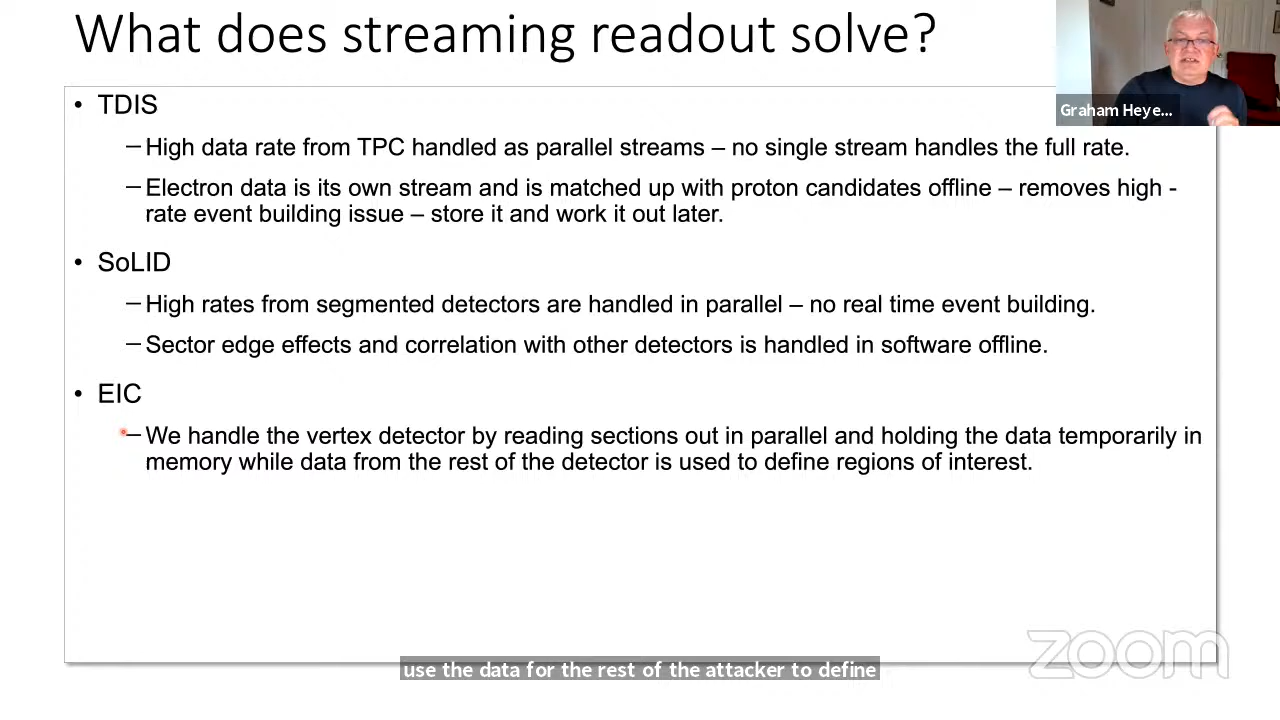 What does streaming readout solve?
Graham Heye...
• TDIS
– High data rate from TPC handled as parallel streams – no single stream handles the full rate.
– Electron data is its own stream and is matched up with proton candidates offline – removes high -
rate event building issue – store it and work it out later.
• SoLID
– High rates from segmented detectors are handled in parallel – no real time event building.
– Sector edge effects and correlation with other detectors is handled in software offline.
• EIC
– We handle the vertex detector by reading sections out in parallel and holding the data temporarily in
memory while data from the rest of the detector is used to define regions of interest.
zoom
use the data for the rest of the attacker to define